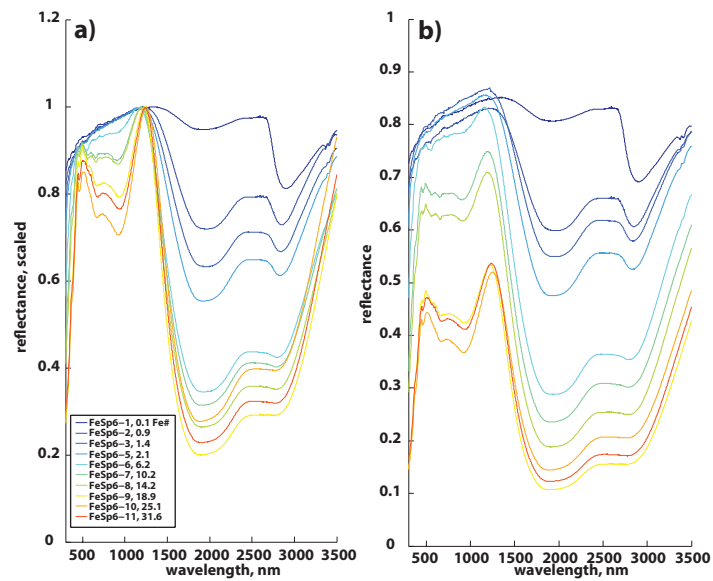 a)
1.2
1
0.8
0.6
0.4
0.2
0
reflectance, scaled
FeSp6−1, 0.1 Fe#
FeSp6−2, 0.9
FeSp6−3, 1.4
FeSp6−5, 2.1
FeSp6−6, 6.2
FeSp6−7, 10.2
FeSp6−8, 14.2
FeSp6−9, 18.9
FeSp6−10, 25.1
FeSp6−11, 31.6
500 1000 1500 2000 2500 3000 3500
wavelength, nm
b)
1
0.9
0.8
0.7
0.6
0.5
0.4
0.3
0.2
0.1
0
reflectance
500 1000 1500 2000 2500 3000 3500
wavelength, nm